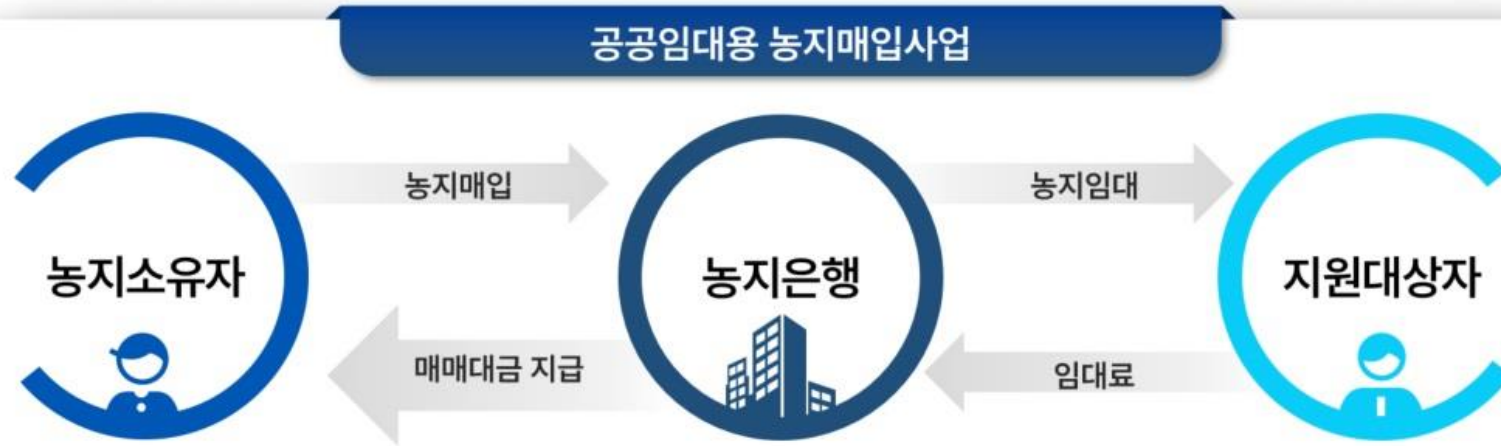 공공임대용 농지매입사업
농지매입
농지임대
농지소유자
농지은행
지원대상자
매매대금 지급
임대료